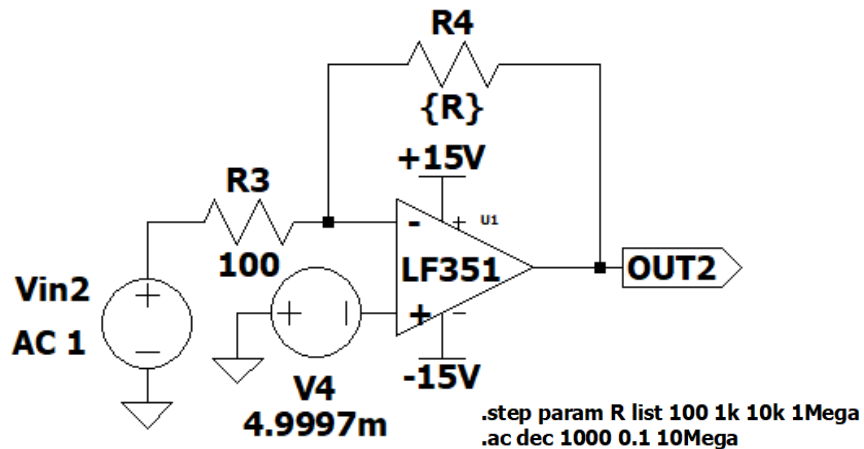 R4
{R}
+15V
R3
U1
- +
100
LF351
OUT2
Vin2
+
AC 1
-
+ -
+ -
V4
4.9997m
-15V
.step param R list 100 1k 10k 1Mega
.ac dec 1000 0.1 10Mega